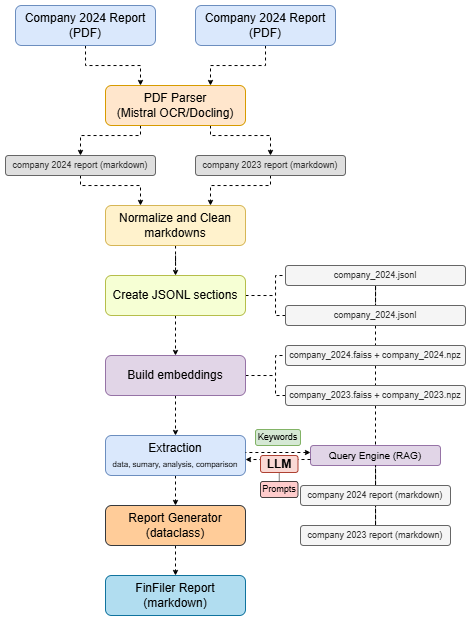 Company 2024 Report
(PDF)
Company 2024 Report
(PDF)
PDF Parser
(Mistral OCR/Docling)
company 2024 report (markdown)
company 2023 report (markdown)
Normalize and Clean
markdowns
Create JSONL sections
company_2024.jsonl
company_2024.jsonl
Build embeddings
company_2024.faiss + company_2024.npz
company_2023.faiss + company_2023.npz
Extraction
data, sumary, analysis, comparison
Keywords
LLM
Prompts
Query Engine (RAG)
company 2024 report (markdown)
company 2023 report (markdown)
Report Generator
(dataclass)
FinFiler Report
(markdown)